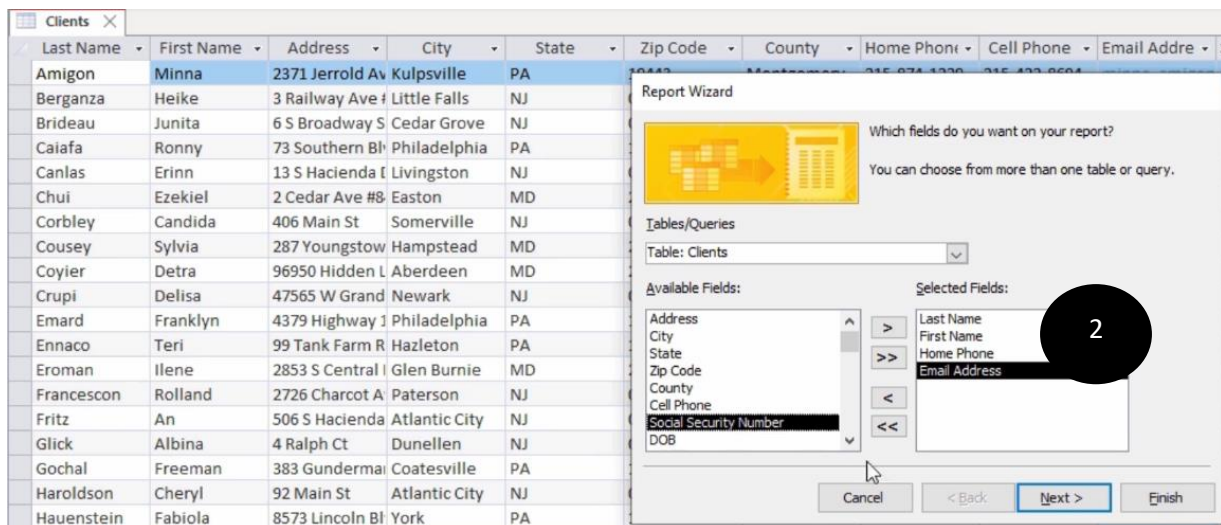 Clients
Last Name First Name Address City State Zip Code County Home Phone Cell Phone Email Addre
Amigon Minna 2371 Jerrold Av Kulpsville PA
Berganza Heike 3 Railway Ave # Little Falls NJ
Brideau Junita 6 S Broadway S Cedar Grove NJ
Caiafa Ronny 73 Southern Bl Philadelphia PA
Canlas Erinn 13 S Hacienda Livingston NJ
Chui Ezekiel 2 Cedar Ave #8 Easton MD
Corbley Candida 406 Main St Somerville NJ
Cousey Sylvia 287 Youngstow Hampstead MD
Coyier Detra 96950 Hidden L Aberdeen MD
Crupi Delisa 47565 W Grand Newark NJ
Emard Franklyn 4379 Highway 1 Philadelphia PA
Ennaco Teri 99 Tank Farm R Hazleton PA
Eroman Ilene 2853 S Central Glen Burnie MD
Francescon Rolland 2726 Charcot A Paterson NJ
Fritz An 506 S Hacienda Atlantic City NJ
Glick Albina 4 Ralph Ct Dunellen NJ
Gochal Freeman 383 Gunderma Coatesville PA
Haroldson Cheryl 92 Main St Atlantic City NJ
Hauenstein Fabiola 8573 Lincoln Bl York PA
Report Wizard
Which fields do you want on your report?
You can choose from more than one table or query.
Tables/Queries
Table: Clients
Available Fields:
Address
City
State
Zip Code
County
Cell Phone
Social Security Number
DOB
>
>>
<
<<
Selected Fields:
Last Name
First Name
Home Phone
Email Address
2
Cancel < Back Next > Finish